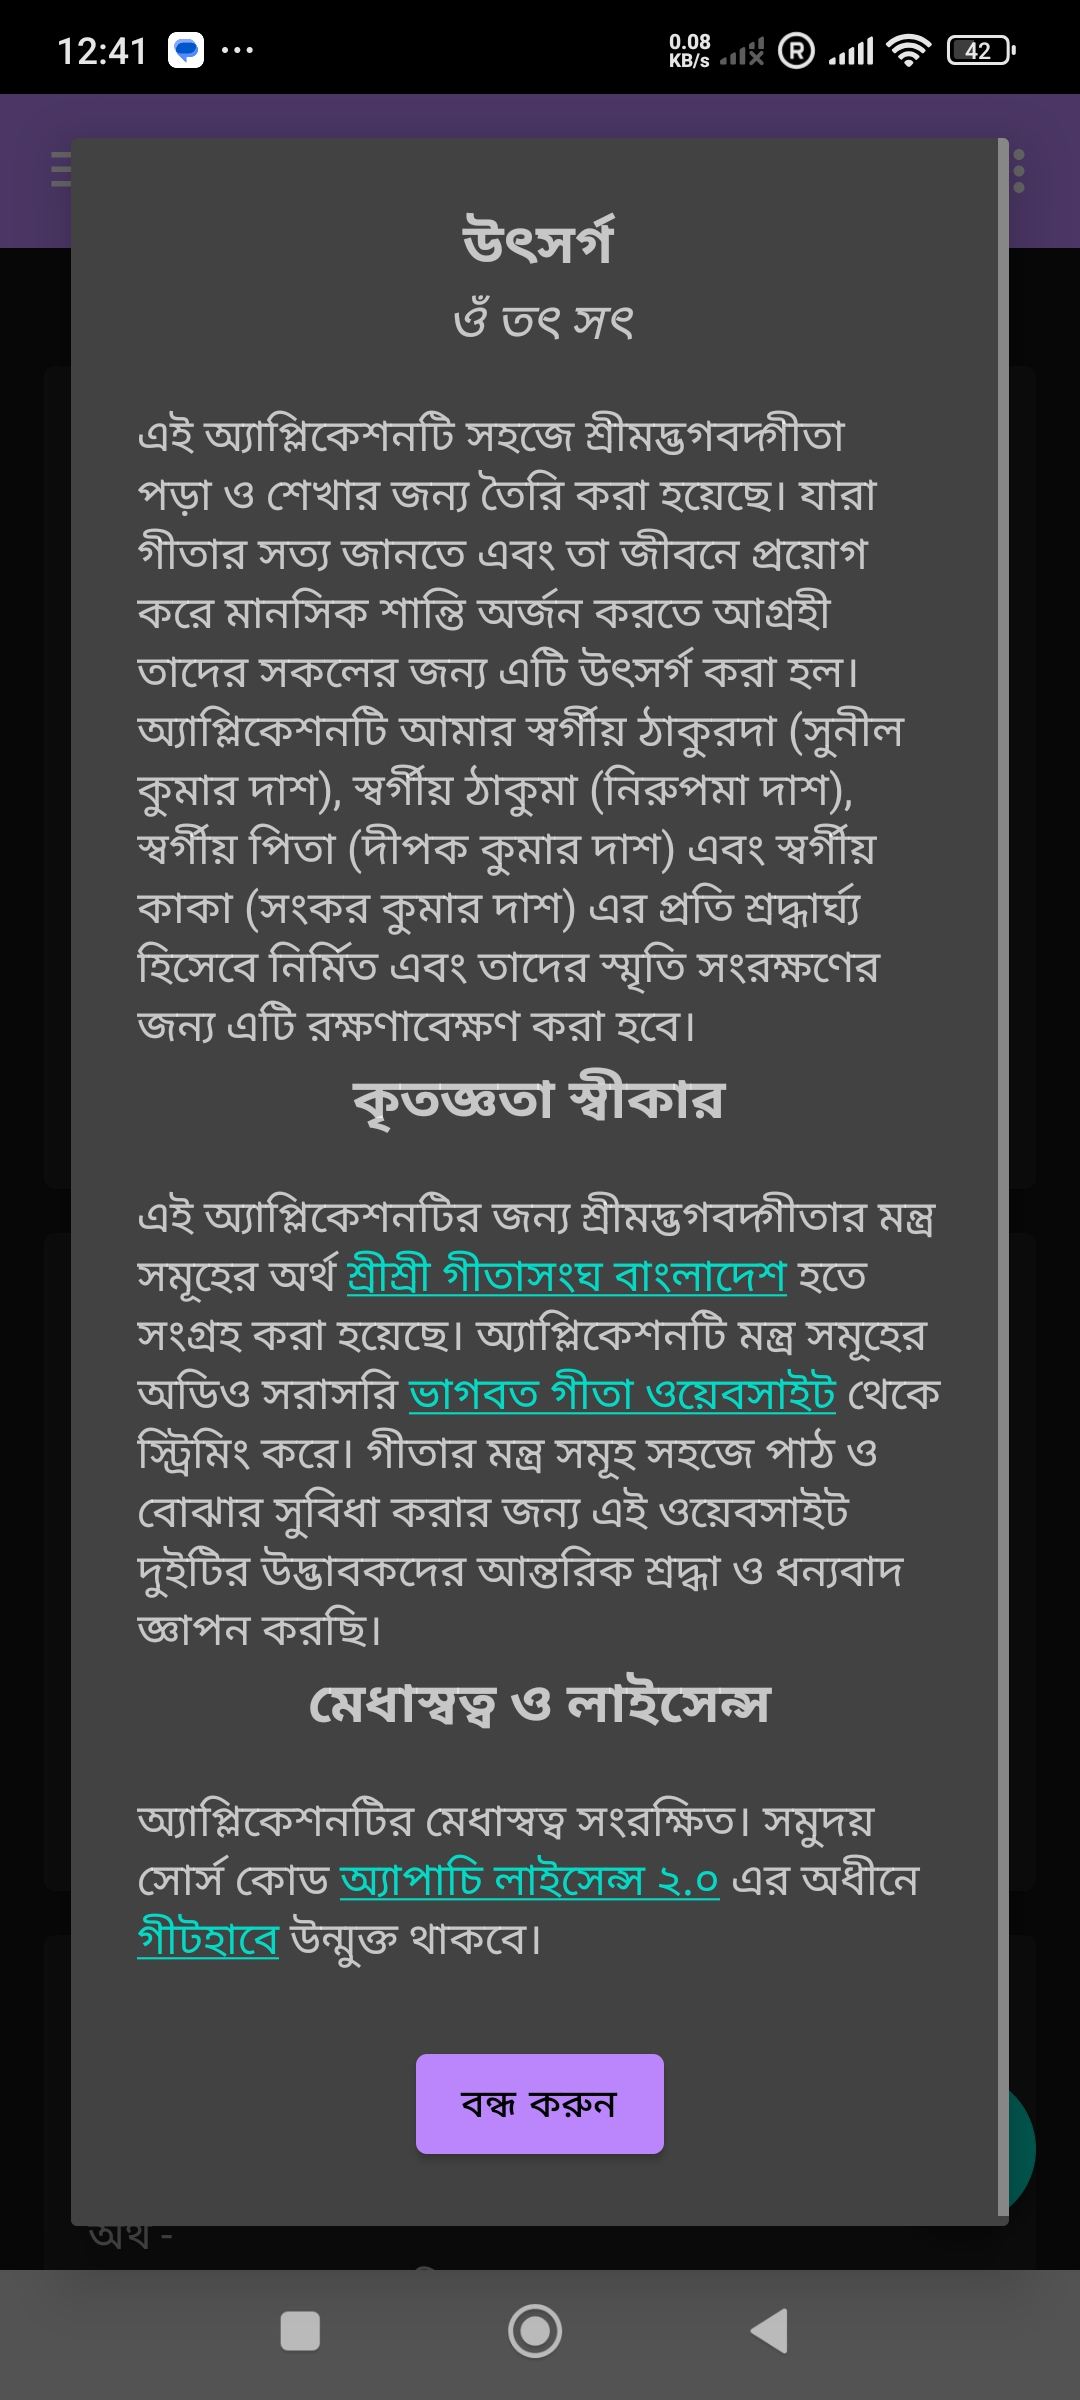 12:41
0.08
KB/s
R
42
উৎসর্গ
ওঁ তৎ সৎ
এই অ্যাপ্লিকেশনটি সহজে শ্রীমদ্ভগবদ্গীতা
পড়া ও শেখার জন্য তৈরি করা হয়েছে। যারা
গীতার সত্য জানতে এবং তা জীবনে প্রয়োগ
করে মানসিক শান্তি অর্জন করতে আগ্রহী
তাদের সকলের জন্য এটি উৎসর্গ করা হল।
অ্যাপ্লিকেশনটি আমার স্বর্গীয় ঠাকুরদা (সুনীল
কুমার দাশ), স্বর্গীয় ঠাকুমা (নিরুপমা দাশ),
স্বর্গীয় পিতা (দীপক কুমার দাশ) এবং স্বর্গীয়
কাকা (সংকর কুমার দাশ) এর প্রতি শ্রদ্ধার্ঘ্য
হিসেবে নির্মিত এবং তাদের স্মৃতি সংরক্ষণের
জন্য এটি রক্ষণাবেক্ষণ করা হবে।
কৃতজ্ঞতা স্বীকার
এই অ্যাপ্লিকেশনটির জন্য শ্রীমদ্ভগবদ্গীতার মন্ত্র
সমূহের অর্থ শ্রীশ্রী গীতাসংঘ বাংলাদেশ হতে
সংগ্রহ করা হয়েছে। অ্যাপ্লিকেশনটি মন্ত্র সমূহের
অডিও সরাসরি ভাগবত গীতা ওয়েবসাইট থেকে
স্ট্রিমিং করে। গীতার মন্ত্র সমূহ সহজে পাঠ ও
বোঝার সুবিধা করার জন্য এই ওয়েবসাইট
দুইটির উদ্ভাবকদের আন্তরিক শ্রদ্ধা ও ধন্যবাদ
জ্ঞাপন করছি।
মেধাস্বত্ব ও লাইসেন্স
অ্যাপ্লিকেশনটির মেধাস্বত্ব সংরক্ষিত। সমুদয়
সোর্স কোড অ্যাপাচি লাইসেন্স ২.০ এর অধীনে
গীটহাবে উন্মুক্ত থাকবে।
বন্ধ করুন
অর্থ -